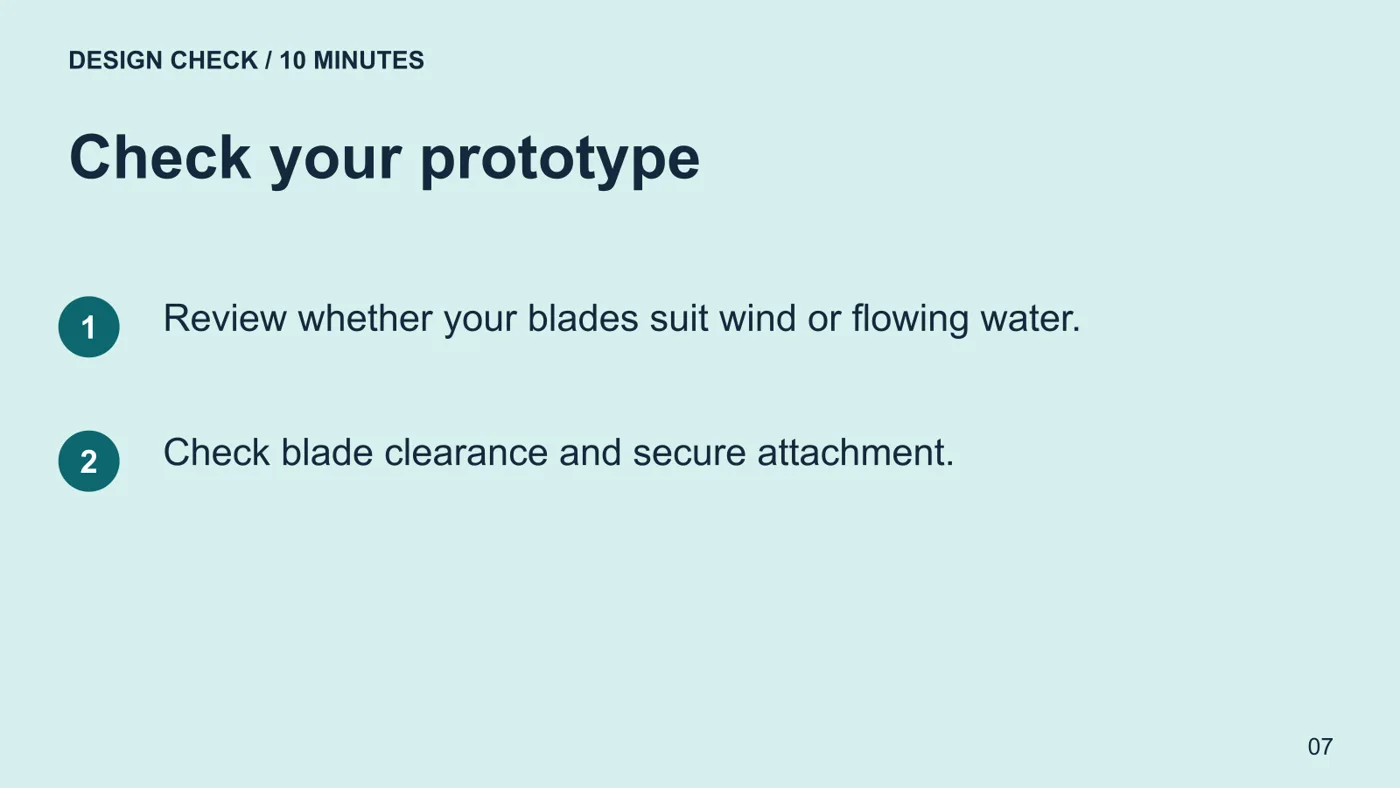 DESIGN CHECK / 10 MINUTES
Check your prototype
1 Review whether your blades suit wind or flowing water.
2 Check blade clearance and secure attachment.
07